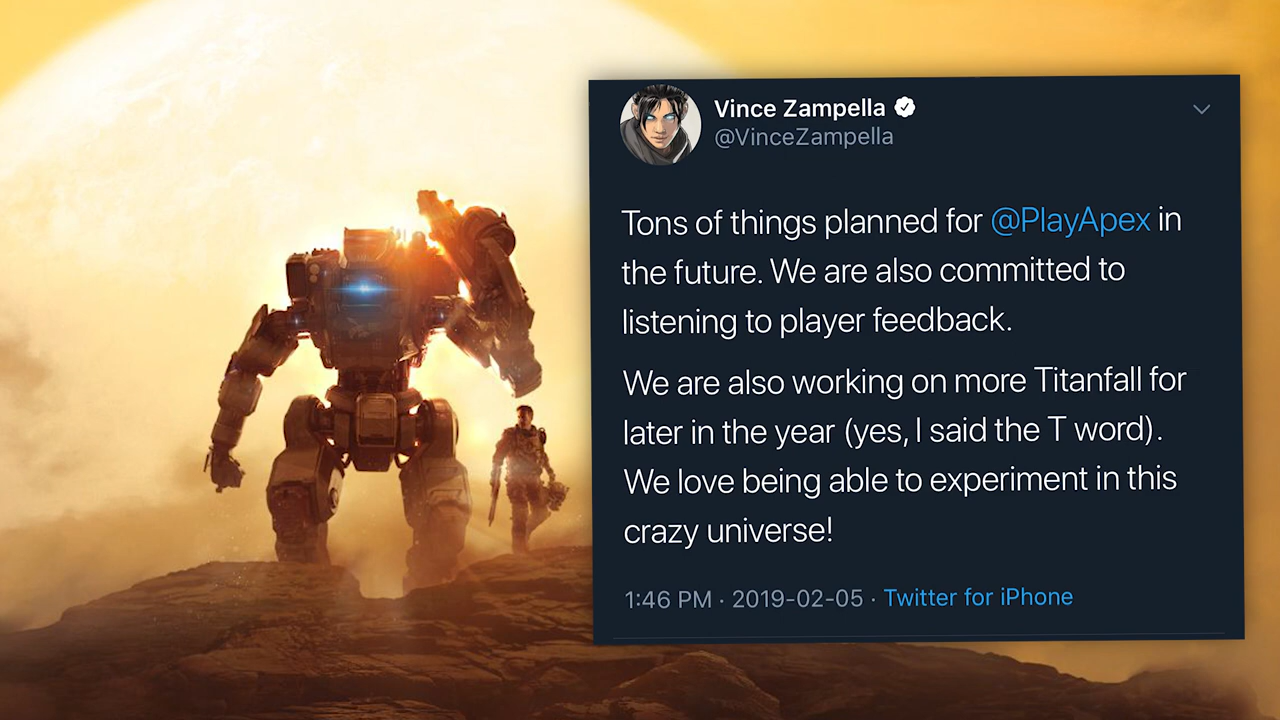 Vince Zampella
@VinceZampella
Tons of things planned for @PlayApex in
the future. We are also committed to
listening to player feedback.
We are also working on more Titanfall for
later in the year (yes, I said the T word).
We love being able to experiment in this
crazy universe!
1:46 PM · 2019-02-05 · Twitter for iPhone